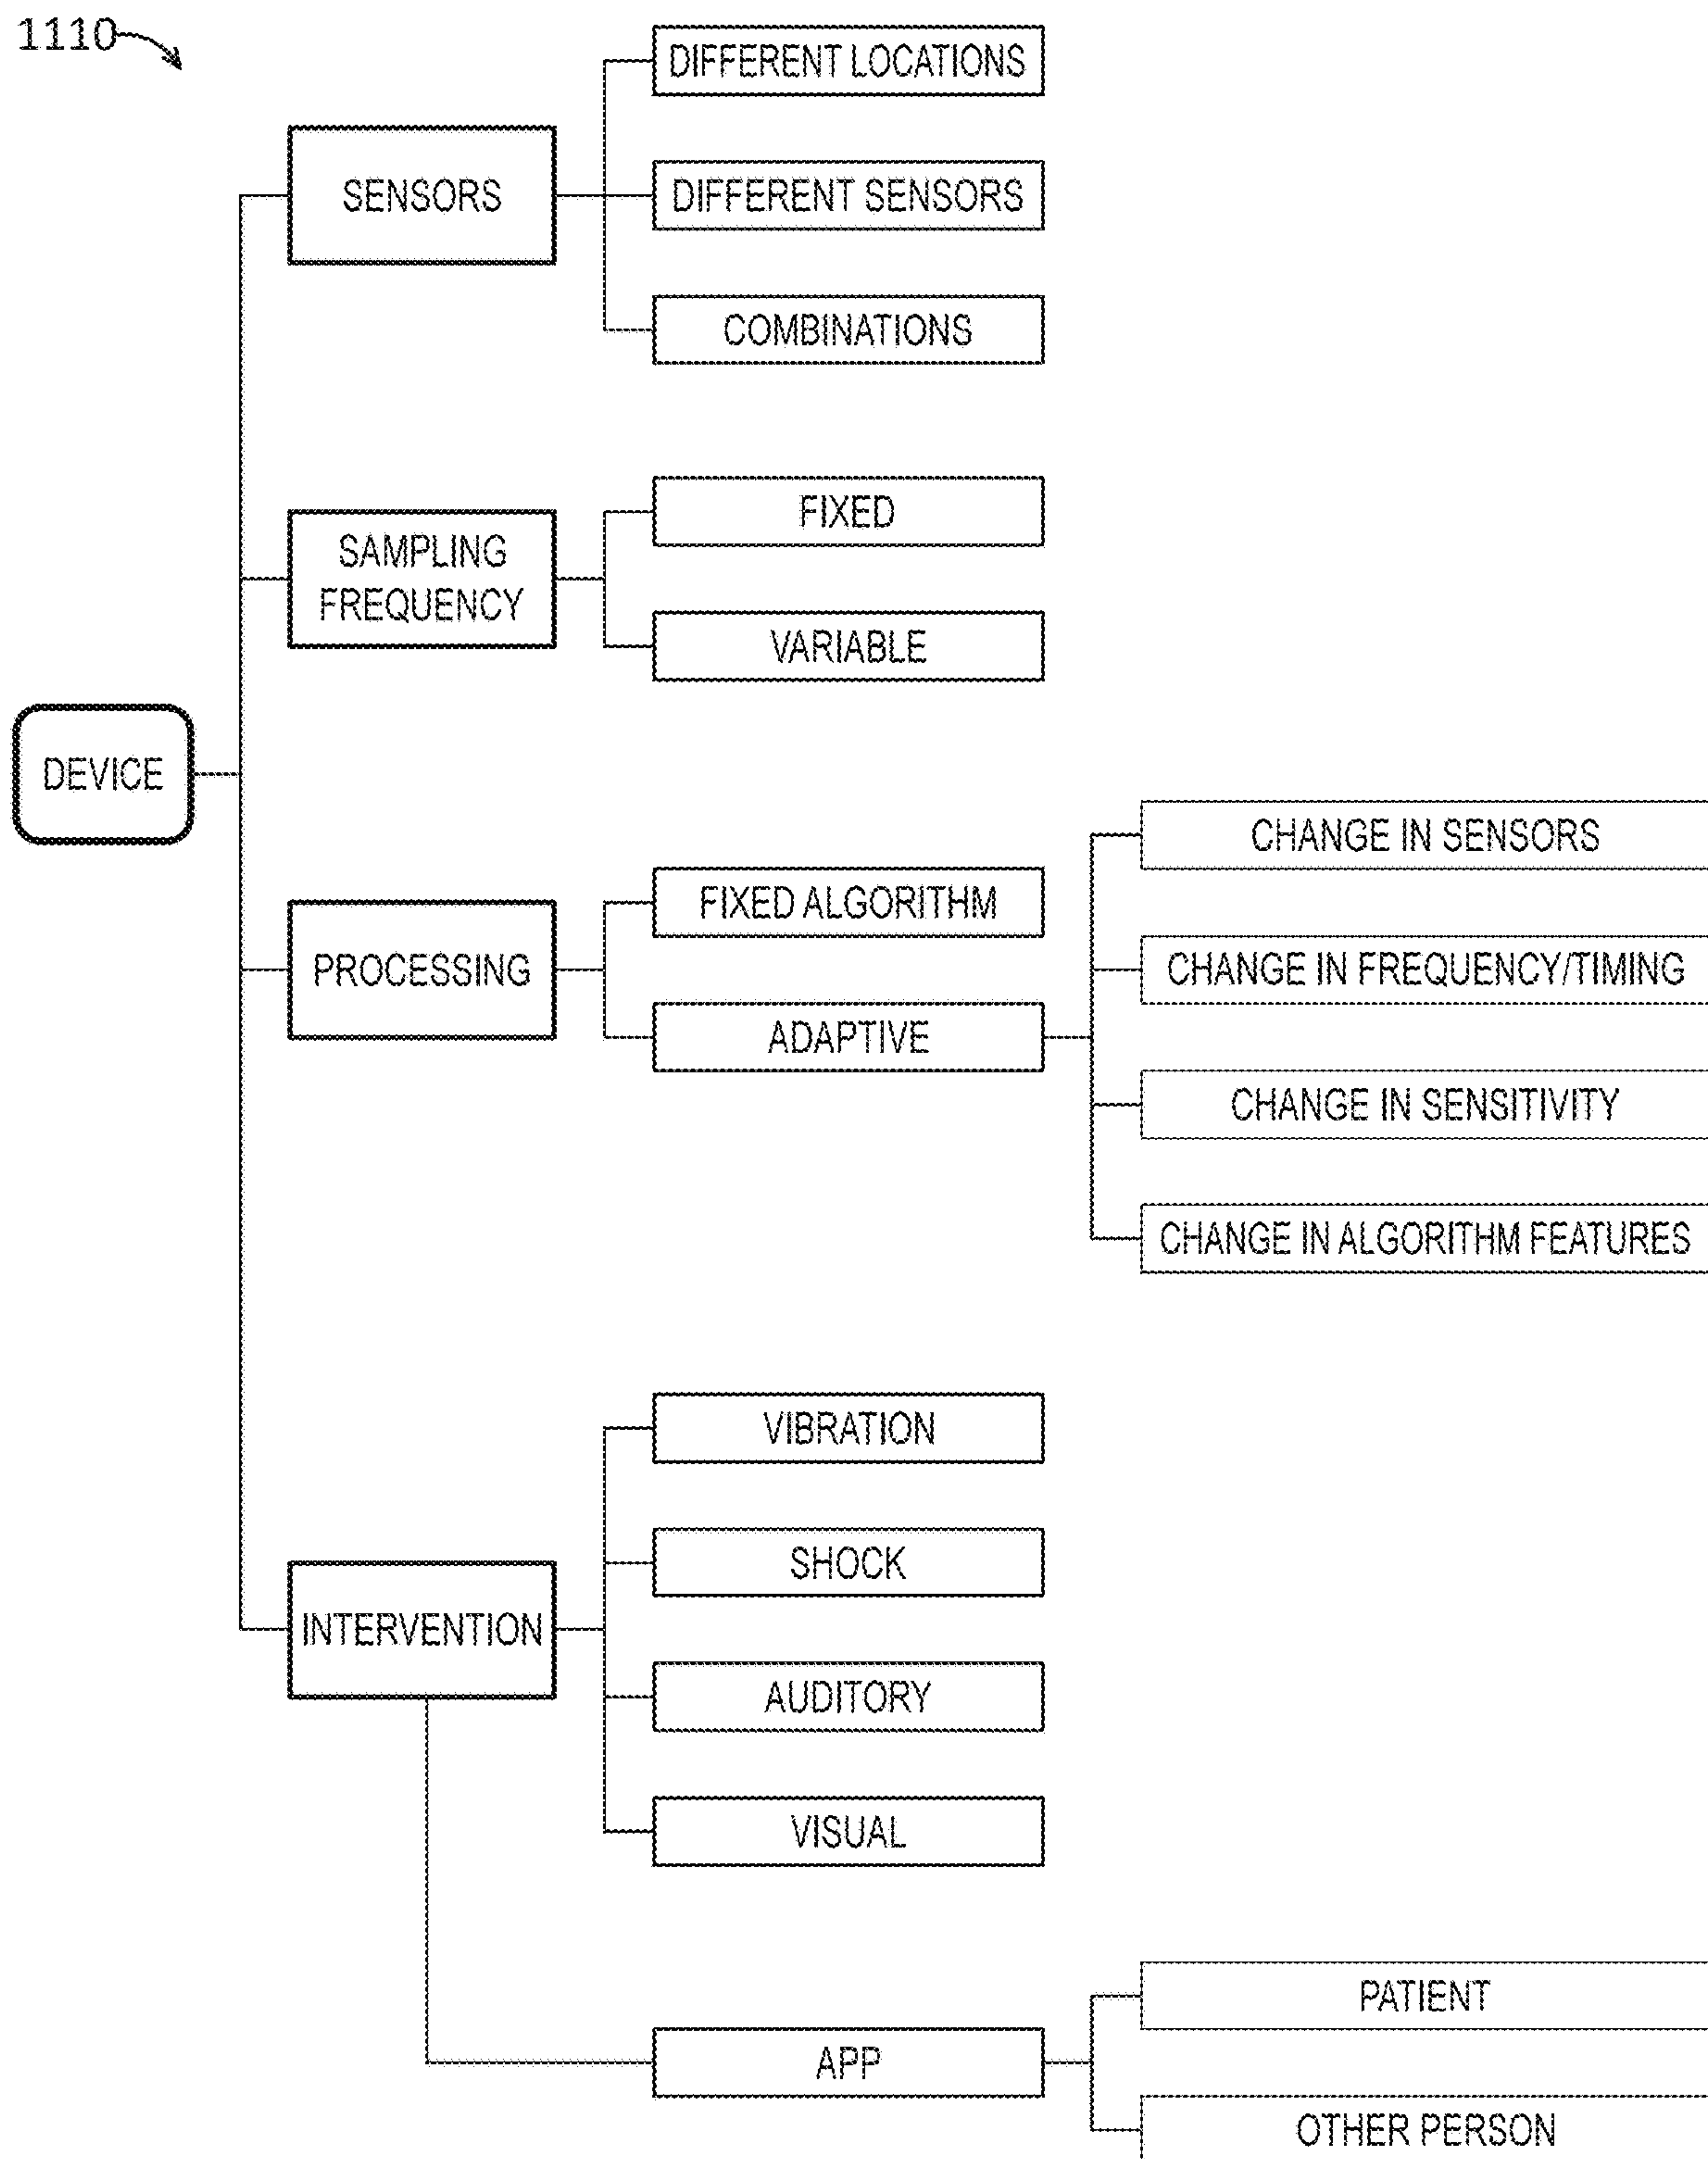 1110
DIFFERENT LOCATIONS
SENSORS
DIFFERENT SENSORS
COMBINATIONS
FIXED
SAMPLING
FREQUENCY
VARIABLE
DEVICE
CHANGE IN SENSORS
FIXED ALGORITHM
PROCESSING
CHANGE IN FREQUENCY/TIMING
ADAPTIVE
CHANGE IN SENSITIVITY
CHANGE IN ALGORITHM FEATURES
VIBRATION
SHOCK
INTERVENTION
AUDITORY
VISUAL
PATIENT
APP
OTHER PERSON